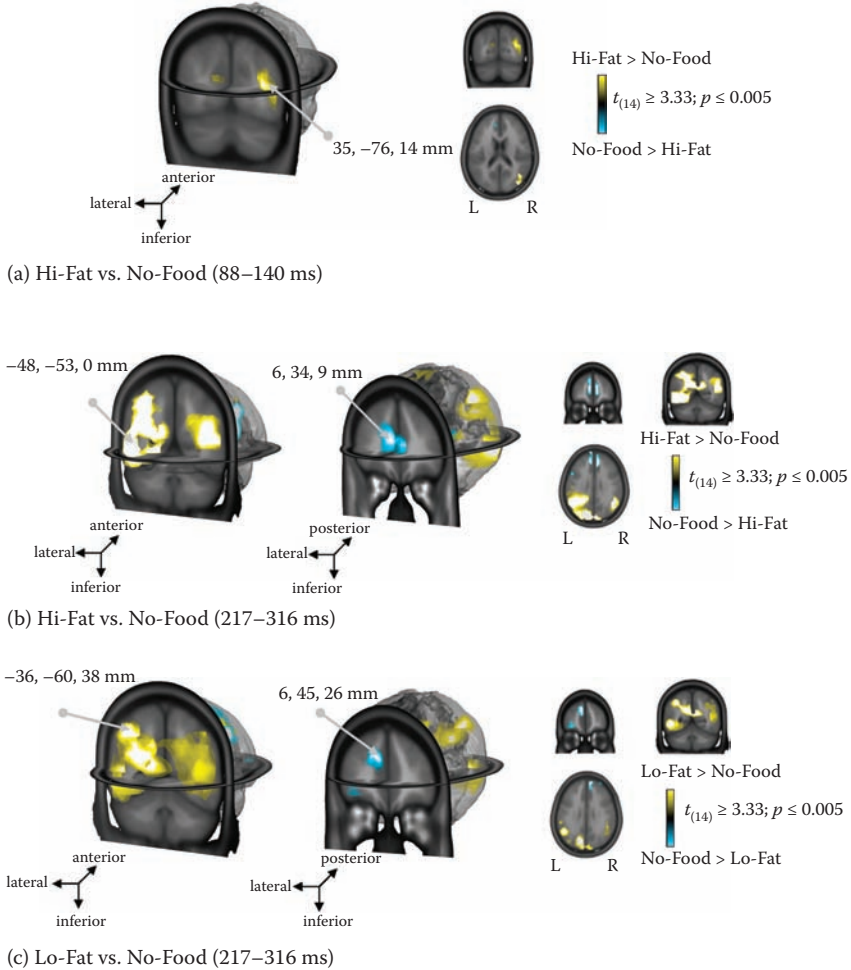 Hi-Fat > No-Food
t(14) ≥ 3.33; p ≤ 0.005
No-Food > Hi-Fat
35, −76, 14 mm
anterior
lateral
inferior
L R
(a) Hi-Fat vs. No-Food (88–140 ms)
−48, −53, 0 mm
6, 34, 9 mm
Hi-Fat > No-Food
t(14) ≥ 3.33; p ≤ 0.005
No-Food > Hi-Fat
L R
anterior
lateral
inferior
posterior
lateral
inferior
(b) Hi-Fat vs. No-Food (217–316 ms)
−36, −60, 38 mm
6, 45, 26 mm
Lo-Fat > No-Food
t(14) ≥ 3.33; p ≤ 0.005
No-Food > Lo-Fat
L R
anterior
lateral
inferior
posterior
lateral
inferior
(c) Lo-Fat vs. No-Food (217–316 ms)